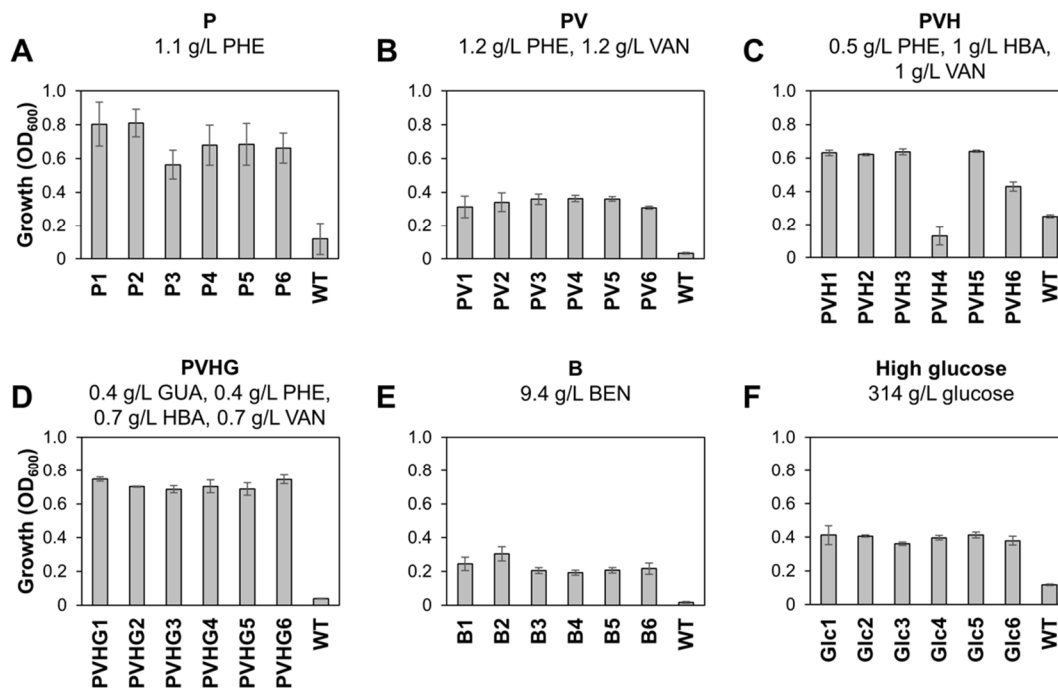 A
P
1.1 g/L PHE
Growth (OD600)
1.0
0.8
0.6
0.4
0.2
0
P1
P2
P3
P4
P5
P6
WT
B
PV
1.2 g/L PHE, 1.2 g/L VAN
1.0
0.8
0.6
0.4
0.2
0
PV1
PV2
PV3
PV4
PV5
PV6
WT
C
PVH
0.5 g/L PHE, 1 g/L HBA,
1 g/L VAN
1.0
0.8
0.6
0.4
0.2
0
PVH1
PVH2
PVH3
PVH4
PVH5
PVH6
WT
D
PVHG
0.4 g/L GUA, 0.4 g/L PHE,
0.7 g/L HBA, 0.7 g/L VAN
Growth (OD600)
1.0
0.8
0.6
0.4
0.2
0
PVHG1
PVHG2
PVHG3
PVHG4
PVHG5
PVHG6
WT
E
B
9.4 g/L BEN
1.0
0.8
0.6
0.4
0.2
0
B1
B2
B3
B4
B5
B6
WT
F
High glucose
314 g/L glucose
1.0
0.8
0.6
0.4
0.2
0
Glc1
Glc2
Glc3
Glc4
Glc5
Glc6
WT